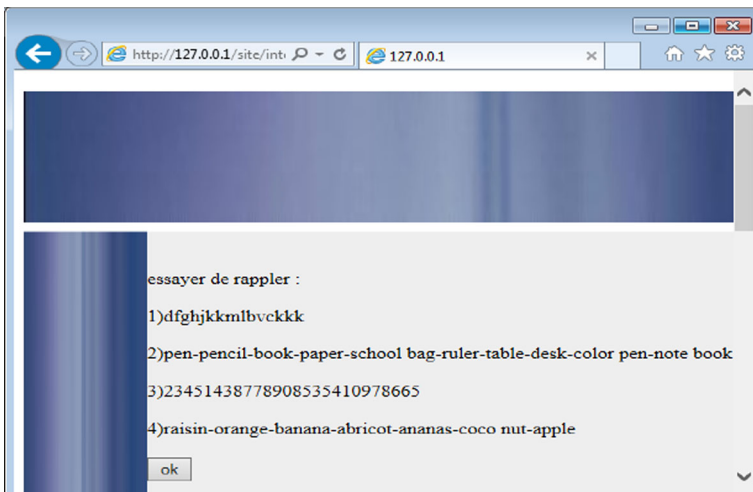 http://127.0.0.1/site/int
127.0.0.1
essayer de rappler :
1)dfghjkkmlbvckkk
2)pen-pencil-book-paper-school bag-ruler-table-desk-color pen-note book
3)23451438778908535410978665
4)raisin-orange-banana-abricot-ananas-coco nut-apple
ok